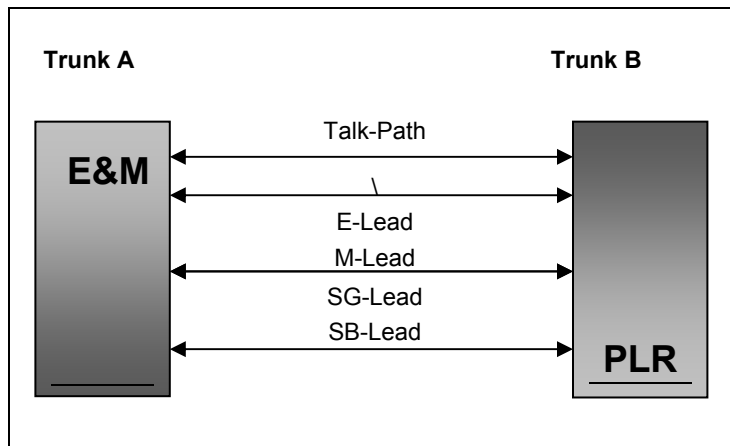 Trunk A
Trunk B
Talk-Path
E&M
\
E-Lead
M-Lead
SG-Lead
SB-Lead
PLR